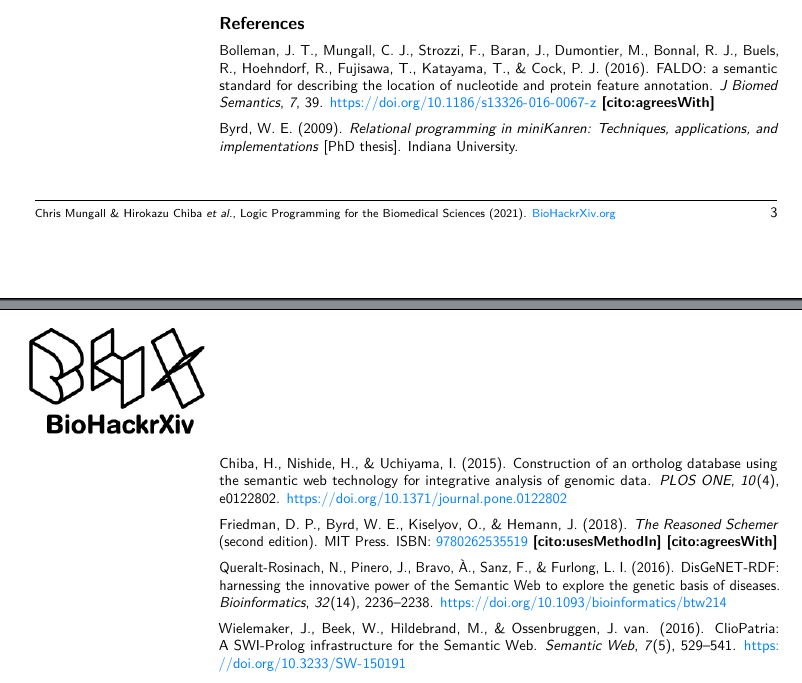 References
Bolleman, J. T., Mungall, C. J., Strozzi, F., Baran, J., Dumontier, M., Bonnal, R. J., Buels,
R., Hoehndorf, R., Fujisawa, T., Katayama, T., & Cock, P. J. (2016). FALDO: a semantic
standard for describing the location of nucleotide and protein feature annotation. J Biomed
Semantics, 7, 39. https://doi.org/10.1186/s13326-016-0067-z [cito:agreesWith]
Byrd, W. E. (2009). Relational programming in miniKanren: Techniques, applications, and
implementations [PhD thesis]. Indiana University.
Chris Mungall & Hirokazu Chiba et al., Logic Programming for the Biomedical Sciences (2021). BioHackrXiv.org 3
BHX
BioHackrXiv
Chiba, H., Nishide, H., & Uchiyama, I. (2015). Construction of an ortholog database using
the semantic web technology for integrative analysis of genomic data. PLOS ONE, 10(4),
e0122802. https://doi.org/10.1371/journal.pone.0122802
Friedman, D. P., Byrd, W. E., Kiselyov, O., & Hemann, J. (2018). The Reasoned Schemer
(second edition). MIT Press. ISBN: 9780262535519 [cito:usesMethodIn] [cito:agreesWith]
Queralt-Rosinach, N., Pinero, J., Bravo, À., Sanz, F., & Furlong, L. I. (2016). DisGeNET-RDF:
harnessing the innovative power of the Semantic Web to explore the genetic basis of diseases.
Bioinformatics, 32(14), 2236–2238. https://doi.org/10.1093/bioinformatics/btw214
Wielemaker, J., Beek, W., Hildebrand, M., & Ossenbruggen, J. van. (2016). ClioPatria:
A SWI-Prolog infrastructure for the Semantic Web. Semantic Web, 7(5), 529–541. https:
//doi.org/10.3233/SW-150191